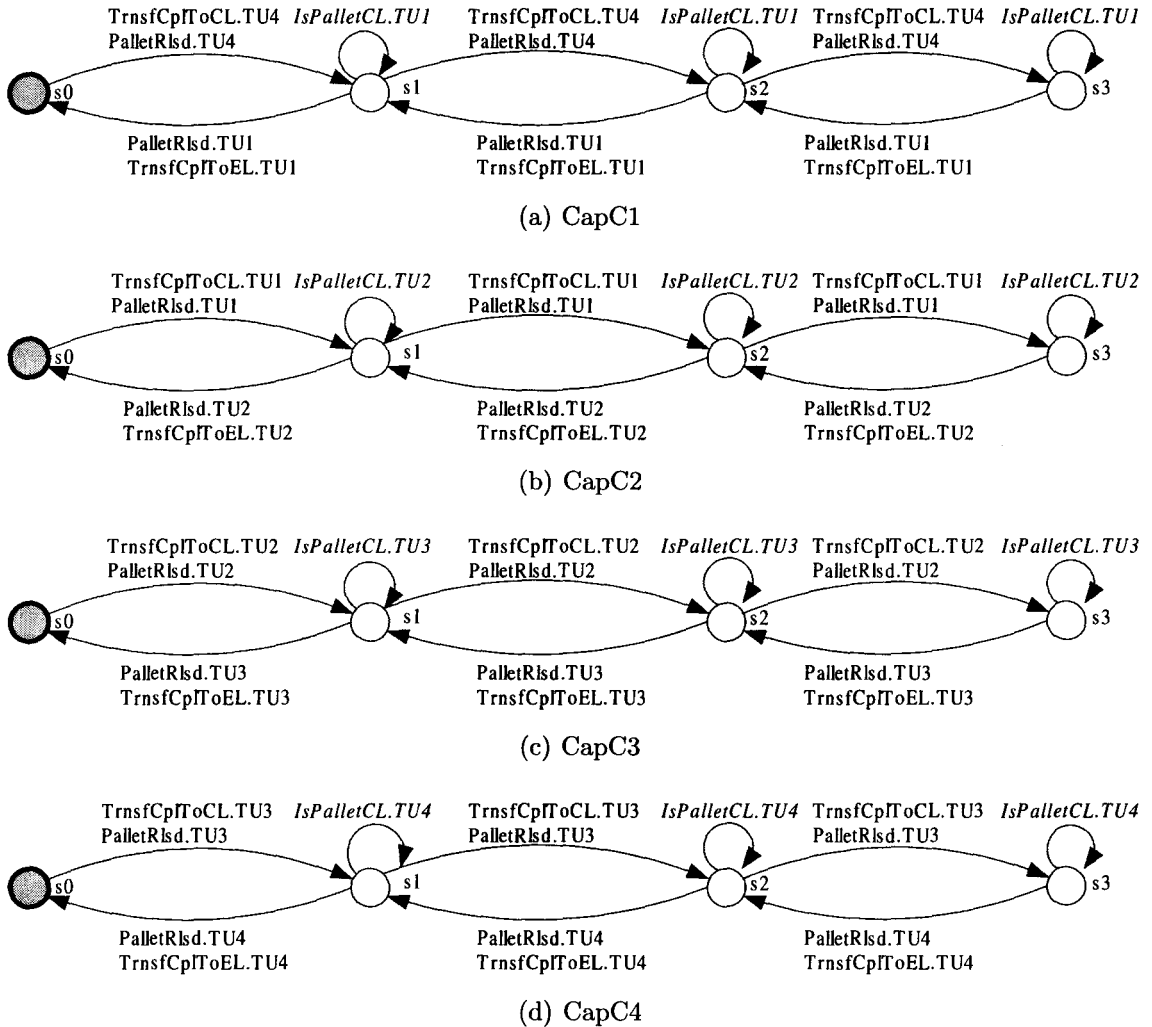 TrnsfCplToCL.TU4 IsPalletCL.TU1 TrnsfCplToCL.TU4 IsPalletCL.TU1 TrnsfCplToCL.TU4 IsPalletCL.TU1
PalletRlsd.TU4 PalletRlsd.TU4 PalletRlsd.TU4
s0 s1 s2 s3
PalletRlsd.TU1 PalletRlsd.TU1 PalletRlsd.TU1
TrnsfCplToEL.TU1 TrnsfCplToEL.TU1 TrnsfCplToEL.TU1
(a) CapC1
TrnsfCplToCL.TU1 IsPalletCL.TU2 TrnsfCplToCL.TU1 IsPalletCL.TU2 TrnsfCplToCL.TU1 IsPalletCL.TU2
PalletRlsd.TU1 PalletRlsd.TU1 PalletRlsd.TU1
s0 s1 s2 s3
PalletRlsd.TU2 PalletRlsd.TU2 PalletRlsd.TU2
TrnsfCplToEL.TU2 TrnsfCplToEL.TU2 TrnsfCplToEL.TU2
(b) CapC2
TrnsfCplToCL.TU2 IsPalletCL.TU3 TrnsfCplToCL.TU2 IsPalletCL.TU3 TrnsfCplToCL.TU2 IsPalletCL.TU3
PalletRlsd.TU2 PalletRlsd.TU2 PalletRlsd.TU2
s0 s1 s2 s3
PalletRlsd.TU3 PalletRlsd.TU3 PalletRlsd.TU3
TrnsfCplToEL.TU3 TrnsfCplToEL.TU3 TrnsfCplToEL.TU3
(c) CapC3
TrnsfCplToCL.TU3 IsPalletCL.TU4 TrnsfCplToCL.TU3 IsPalletCL.TU4 TrnsfCplToCL.TU3 IsPalletCL.TU4
PalletRlsd.TU3 PalletRlsd.TU3 PalletRlsd.TU3
s0 s1 s2 s3
PalletRlsd.TU4 PalletRlsd.TU4 PalletRlsd.TU4
TrnsfCplToEL.TU4 TrnsfCplToEL.TU4 TrnsfCplToEL.TU4
(d) CapC4